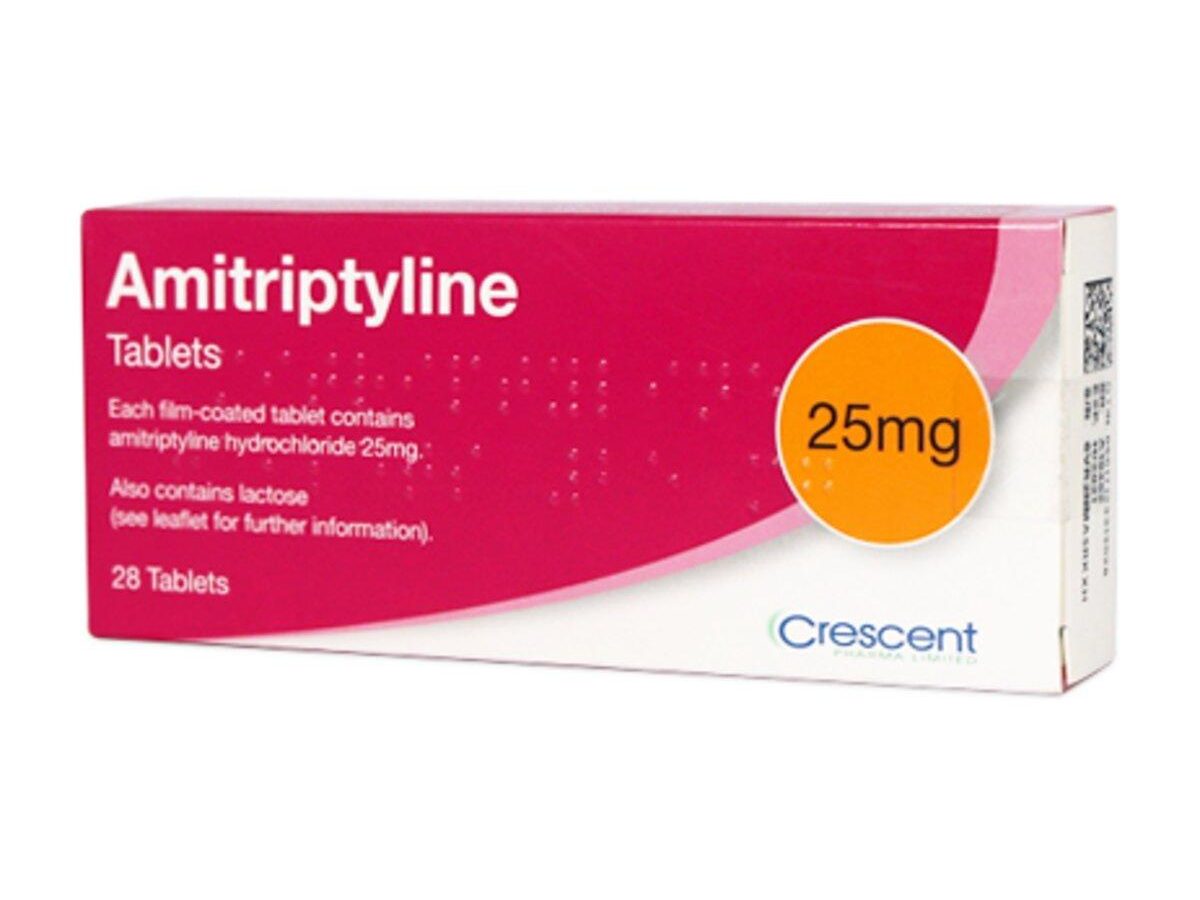 Amitriptyline
Tablets
Each film-coated tablet contains
amitriptyline hydrochloride 25mg.
Also contains lactose
(see leaflet for further information).
28 Tablets
25mg
Crescent
PHARMA LIMITED